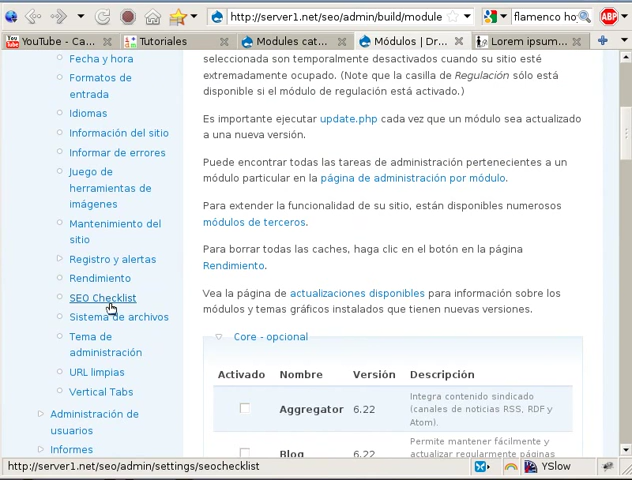 http://server1.net/seo/admin/build/module
flamenco ho
ABP
YouTube - Ca...
Tutoriales
Modules cat...
Módulos | Dr...
Lorem ipsum...
Fecha y hora
Formatos de
entrada
Idiomas
Información del sitio
Informar de errores
Juego de
herramientas de
imágenes
Mantenimiento del
sitio
Registro y alertas
Rendimiento
SEO Checklist
Sistema de archivos
Tema de
administración
URL limpias
Vertical Tabs
Administración de
usuarios
Informes
seleccionada son temporalmente desactivados cuando su sitio esté
extremadamente ocupado. (Note que la casilla de Regulación sólo está
disponible si el módulo de regulación está activado.)
Es importante ejecutar update.php cada vez que un módulo sea actualizado
a una nueva versión.
Puede encontrar todas las tareas de administración pertenecientes a un
módulo particular en la página de administración por módulo.
Para extender la funcionalidad de su sitio, están disponibles numerosos
módulos de terceros.
Para borrar todas las caches, haga clic en el botón en la página
Rendimiento.
Vea la página de actualizaciones disponibles para información sobre los
módulos y temas gráficos instalados que tienen nuevas versiones.
Core - opcional
Activado Nombre Versión Descripción
Aggregator 6.22 Integra contenido sindicado
(canales de noticias RSS, RDF y
Atom).
Blog 6.22 Permite mantener fácilmente y
actualizar regularmente páginas
http://server1.net/seo/admin/settings/seochecklist
YSlow